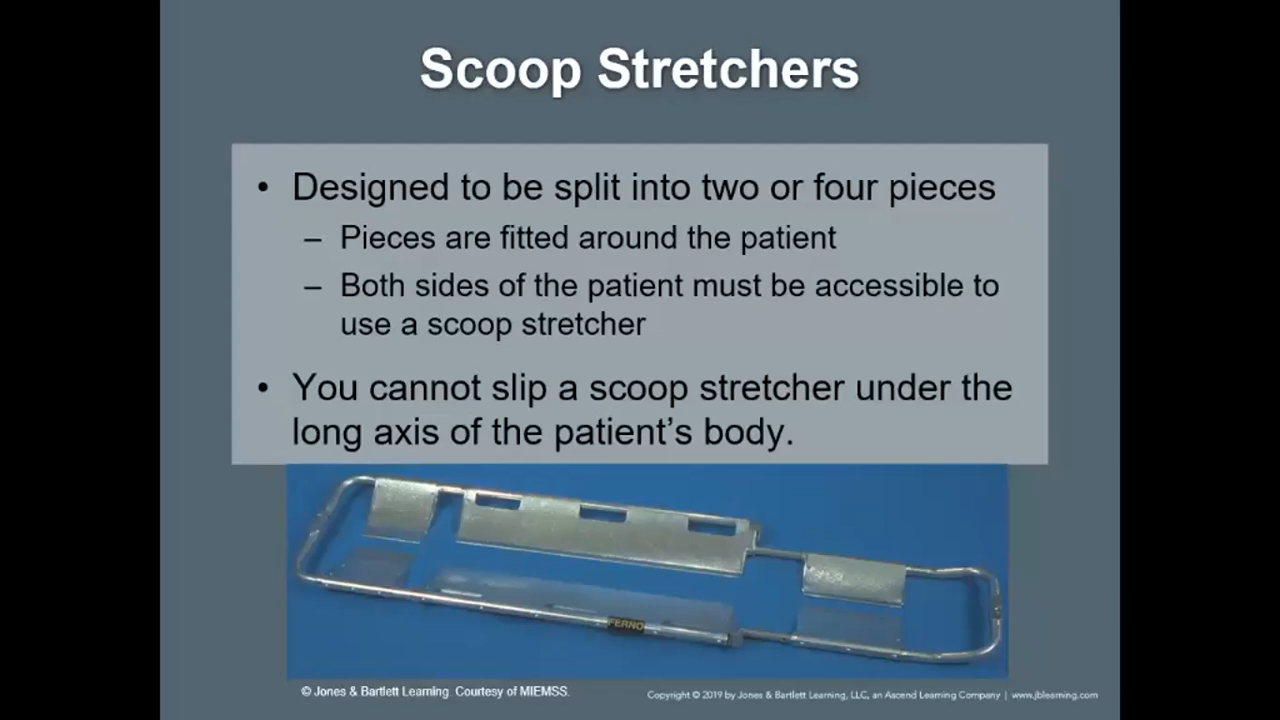 Scoop Stretchers
• Designed to be split into two or four pieces
– Pieces are fitted around the patient
– Both sides of the patient must be accessible to
use a scoop stretcher
• You cannot slip a scoop stretcher under the
long axis of the patient's body.
FERNO
© Jones & Bartlett Learning. Courtesy of MIEMSS.
Copyright © 2019 by Jones & Bartlett Learning, LLC, an Ascend Learning Company | www.jblearning.com